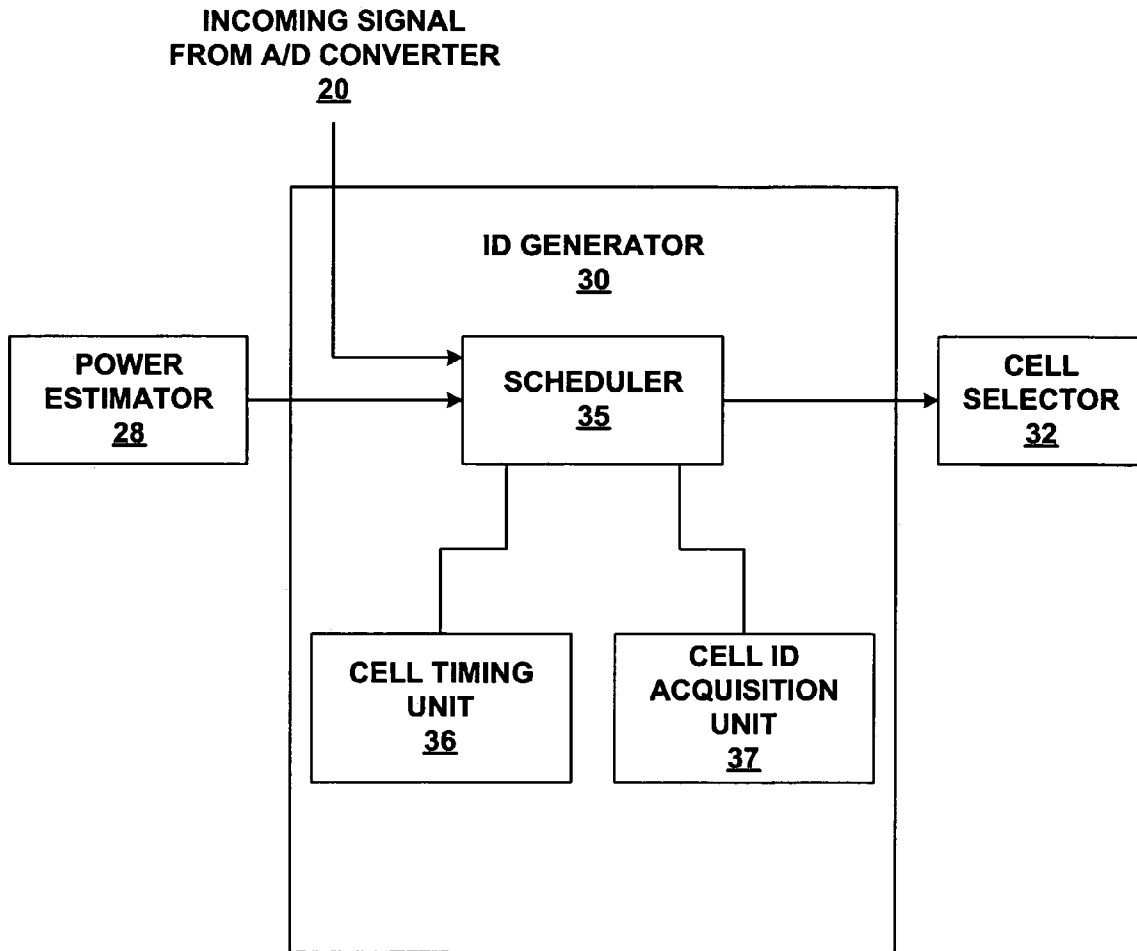 INCOMING SIGNAL
FROM A/D CONVERTER
20
ID GENERATOR
30
POWER
ESTIMATOR
28
SCHEDULER
35
CELL
SELECTOR
32
CELL TIMING
UNIT
36
CELL ID
ACQUISITION
UNIT
37